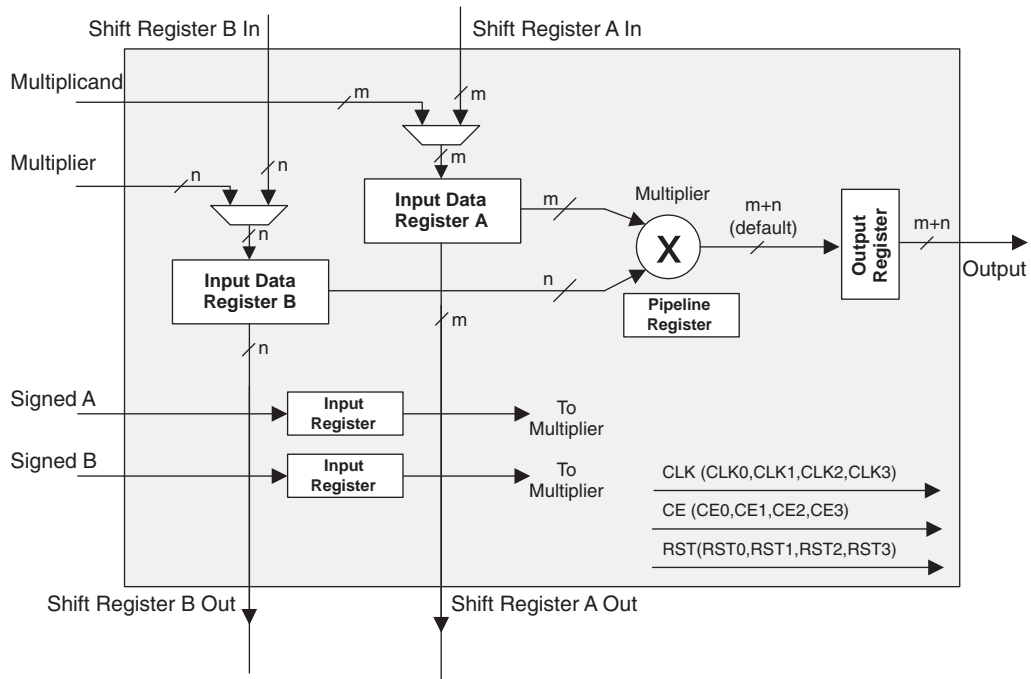 Shift Register B In
Shift Register A In
Multiplicand
m
m
Multiplier
n
n
m
Input Data
Register A
m
Multiplier
X
m+n
(default)
Output
Register
m+n
Output
n
Input Data
Register B
n
Pipeline
Register
m
n
Signed A
Input
Register
To
Multiplier
Signed B
Input
Register
To
Multiplier
CLK (CLK0,CLK1,CLK2,CLK3)
CE (CE0,CE1,CE2,CE3)
RST(RST0,RST1,RST2,RST3)
Shift Register B Out
Shift Register A Out